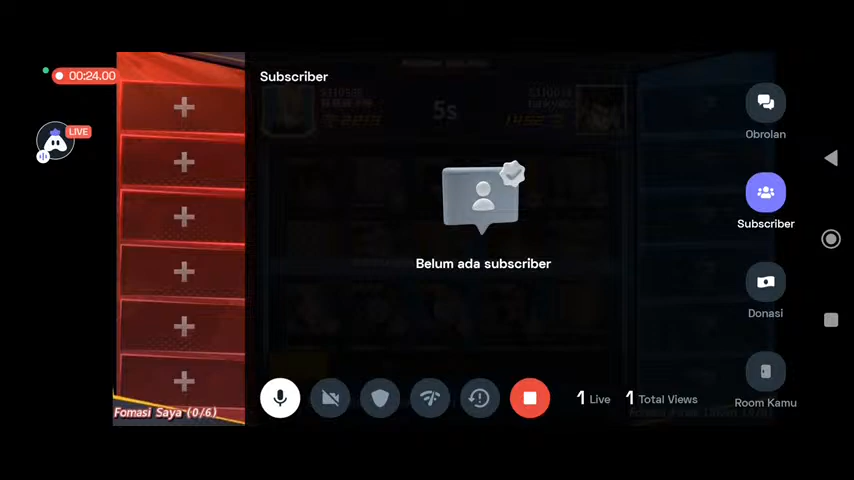 00:24.00
LIVE
Subscriber
5s
Obrolan
Subscriber
Belum ada subscriber
Donasi
1 Live
1 Total Views
Room Kamu
Fomasi Saya (0/6)